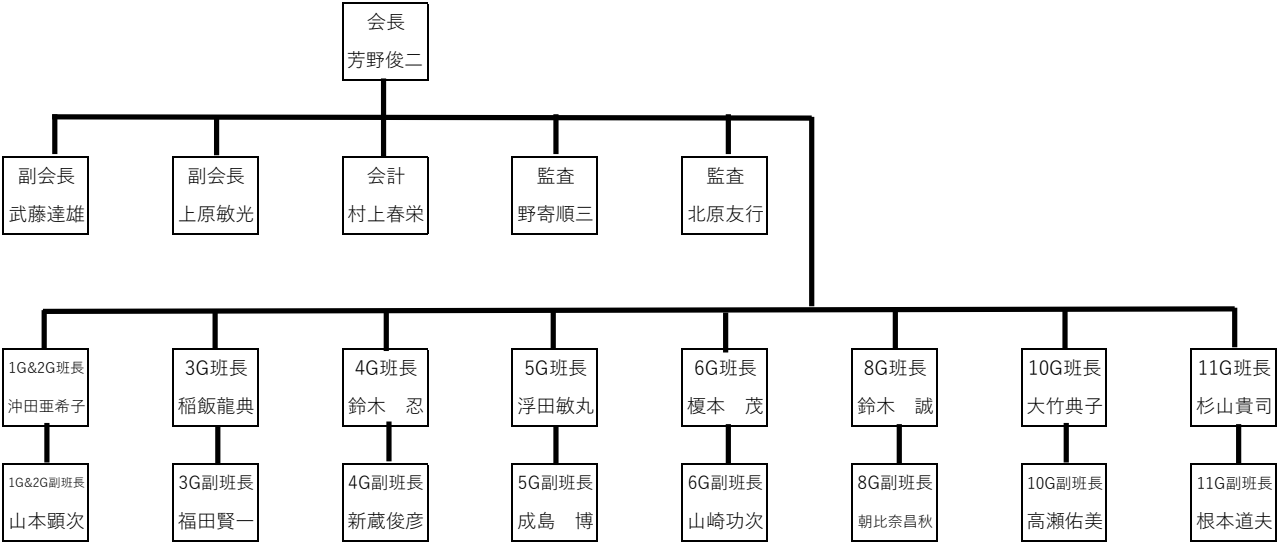 会長
芳野俊二
副会長
武藤達雄
副会長
上原敏光
会計
村上春栄
監査
野寄順三
監査
北原友行
1G&2G班長
沖田亜希子
3G班長
稲飯龍典
4G班長
鈴木　忍
5G班長
浮田敏丸
6G班長
榎本　茂
8G班長
鈴木　誠
10G班長
大竹典子
11G班長
杉山貴司
1G&2G副班長
山本顕次
3G副班長
福田賢一
4G副班長
新蔵俊彦
5G副班長
成島　博
6G副班長
山崎功次
8G副班長
朝比奈昌秋
10G副班長
高瀬佑美
11G副班長
根本道夫